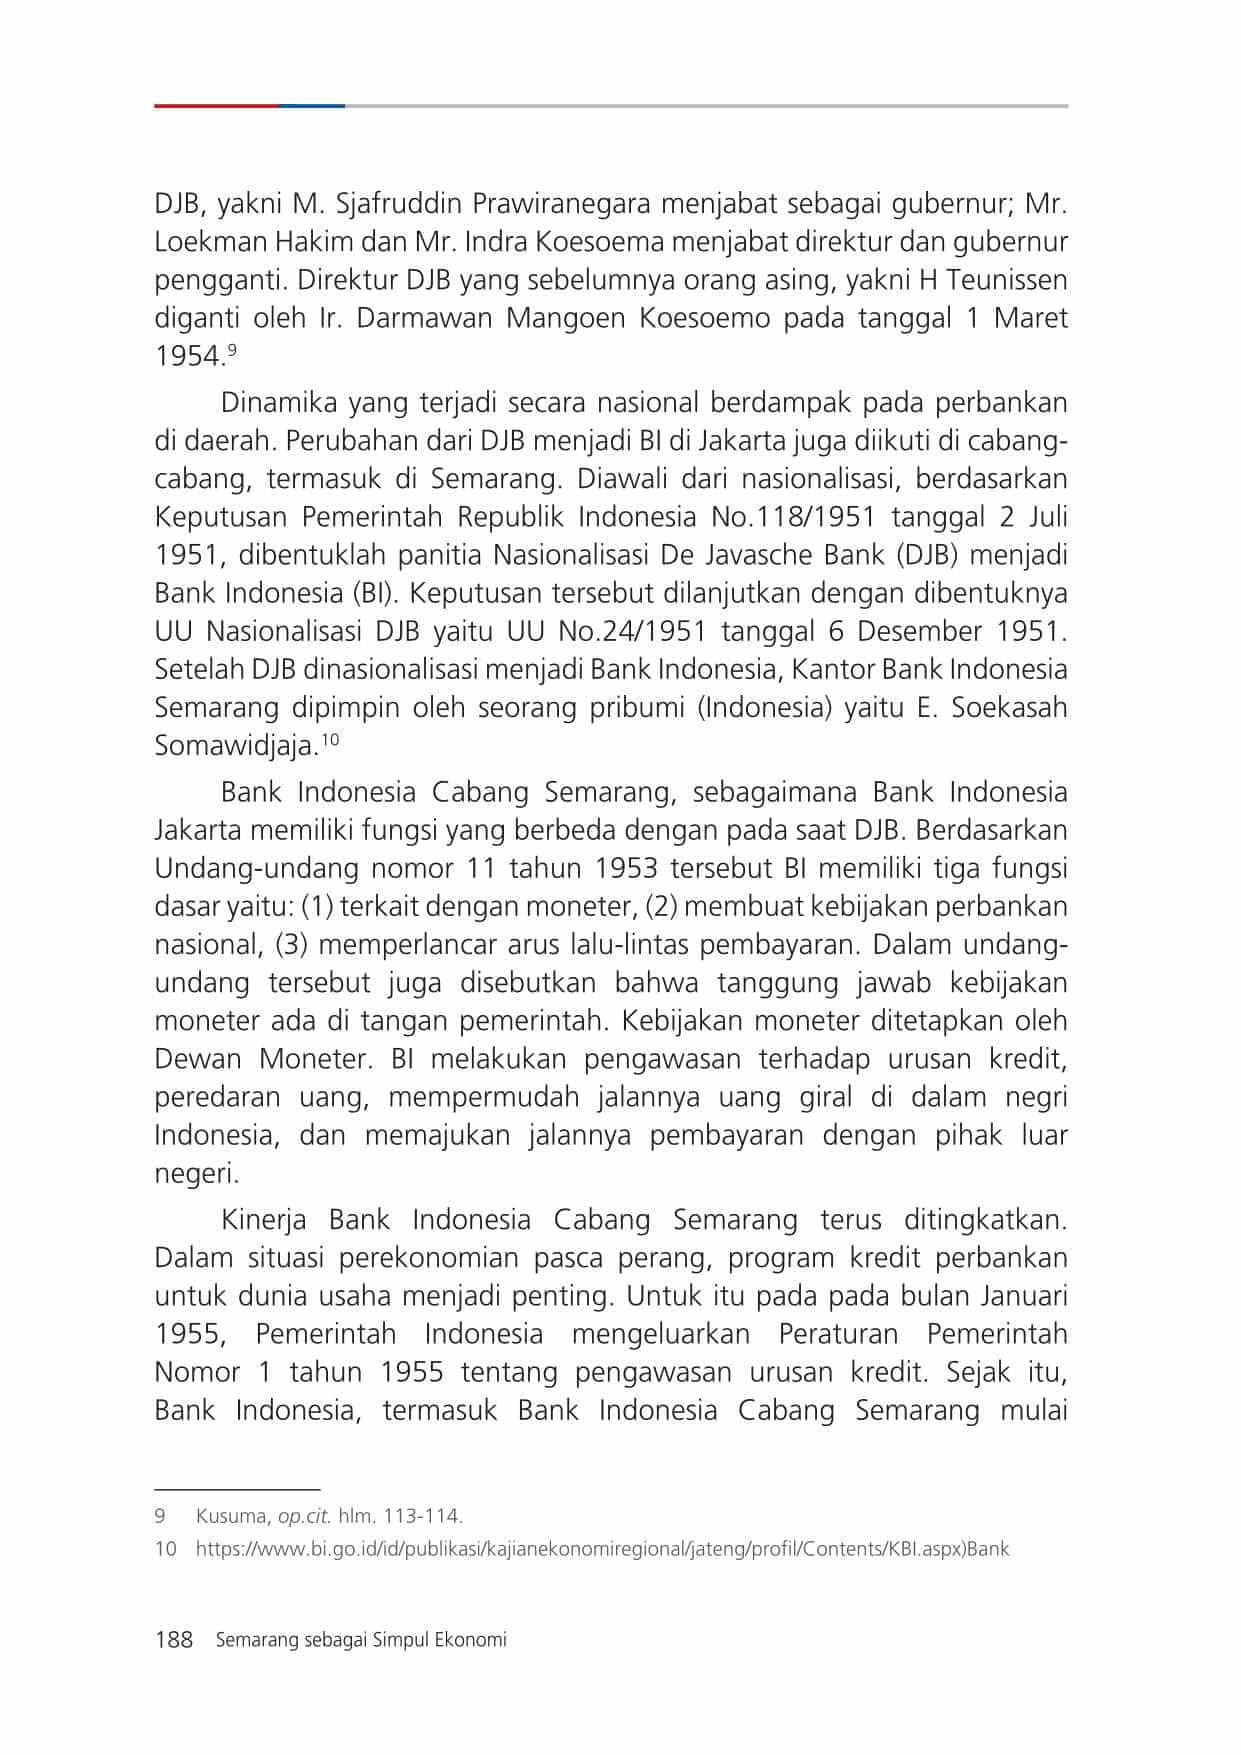 DJB, yakni M. Sjafruddin Prawiranegara menjabat sebagai gubernur; Mr.
Loekman Hakim dan Mr. Indra Koesoema menjabat direktur dan gubernur
pengganti. Direktur DJB yang sebelumnya orang asing, yakni H Teunissen
diganti oleh Ir. Darmawan Mangoen Koesoemo pada tanggal 1 Maret
1954.⁹
Dinamika yang terjadi secara nasional berdampak pada perbankan
di daerah. Perubahan dari DJB menjadi BI di Jakarta juga diikuti di cabang-
cabang, termasuk di Semarang. Diawali dari nasionalisasi, berdasarkan
Keputusan Pemerintah Republik Indonesia No.118/1951 tanggal 2 Juli
1951, dibentuklah panitia Nasionalisasi De Javasche Bank (DJB) menjadi
Bank Indonesia (BI). Keputusan tersebut dilanjutkan dengan dibentuknya
UU Nasionalisasi DJB yaitu UU No.24/1951 tanggal 6 Desember 1951.
Setelah DJB dinasionalisasi menjadi Bank Indonesia, Kantor Bank Indonesia
Semarang dipimpin oleh seorang pribumi (Indonesia) yaitu E. Soekasah
Somawidjaja.¹⁰
Bank Indonesia Cabang Semarang, sebagaimana Bank Indonesia
Jakarta memiliki fungsi yang berbeda dengan pada saat DJB. Berdasarkan
Undang-undang nomor 11 tahun 1953 tersebut BI memiliki tiga fungsi
dasar yaitu: (1) terkait dengan moneter, (2) membuat kebijakan perbankan
nasional, (3) memperlancar arus lalu-lintas pembayaran. Dalam undang-
undang tersebut juga disebutkan bahwa tanggung jawab kebijakan
moneter ada di tangan pemerintah. Kebijakan moneter ditetapkan oleh
Dewan Moneter. BI melakukan pengawasan terhadap urusan kredit,
peredaran uang, mempermudah jalannya uang giral di dalam negri
Indonesia, dan memajukan jalannya pembayaran dengan pihak luar
negeri.
Kinerja Bank Indonesia Cabang Semarang terus ditingkatkan.
Dalam situasi perekonomian pasca perang, program kredit perbankan
untuk dunia usaha menjadi penting. Untuk itu pada pada bulan Januari
1955, Pemerintah Indonesia mengeluarkan Peraturan Pemerintah
Nomor 1 tahun 1955 tentang pengawasan urusan kredit. Sejak itu,
Bank Indonesia, termasuk Bank Indonesia Cabang Semarang mulai
9 Kusuma, op.cit. hlm. 113-114.
10 https://www.bi.go.id/id/publikasi/kajianekonomiregional/jateng/profil/Contents/KBI.aspx)Bank
188 Semarang sebagai Simpul Ekonomi